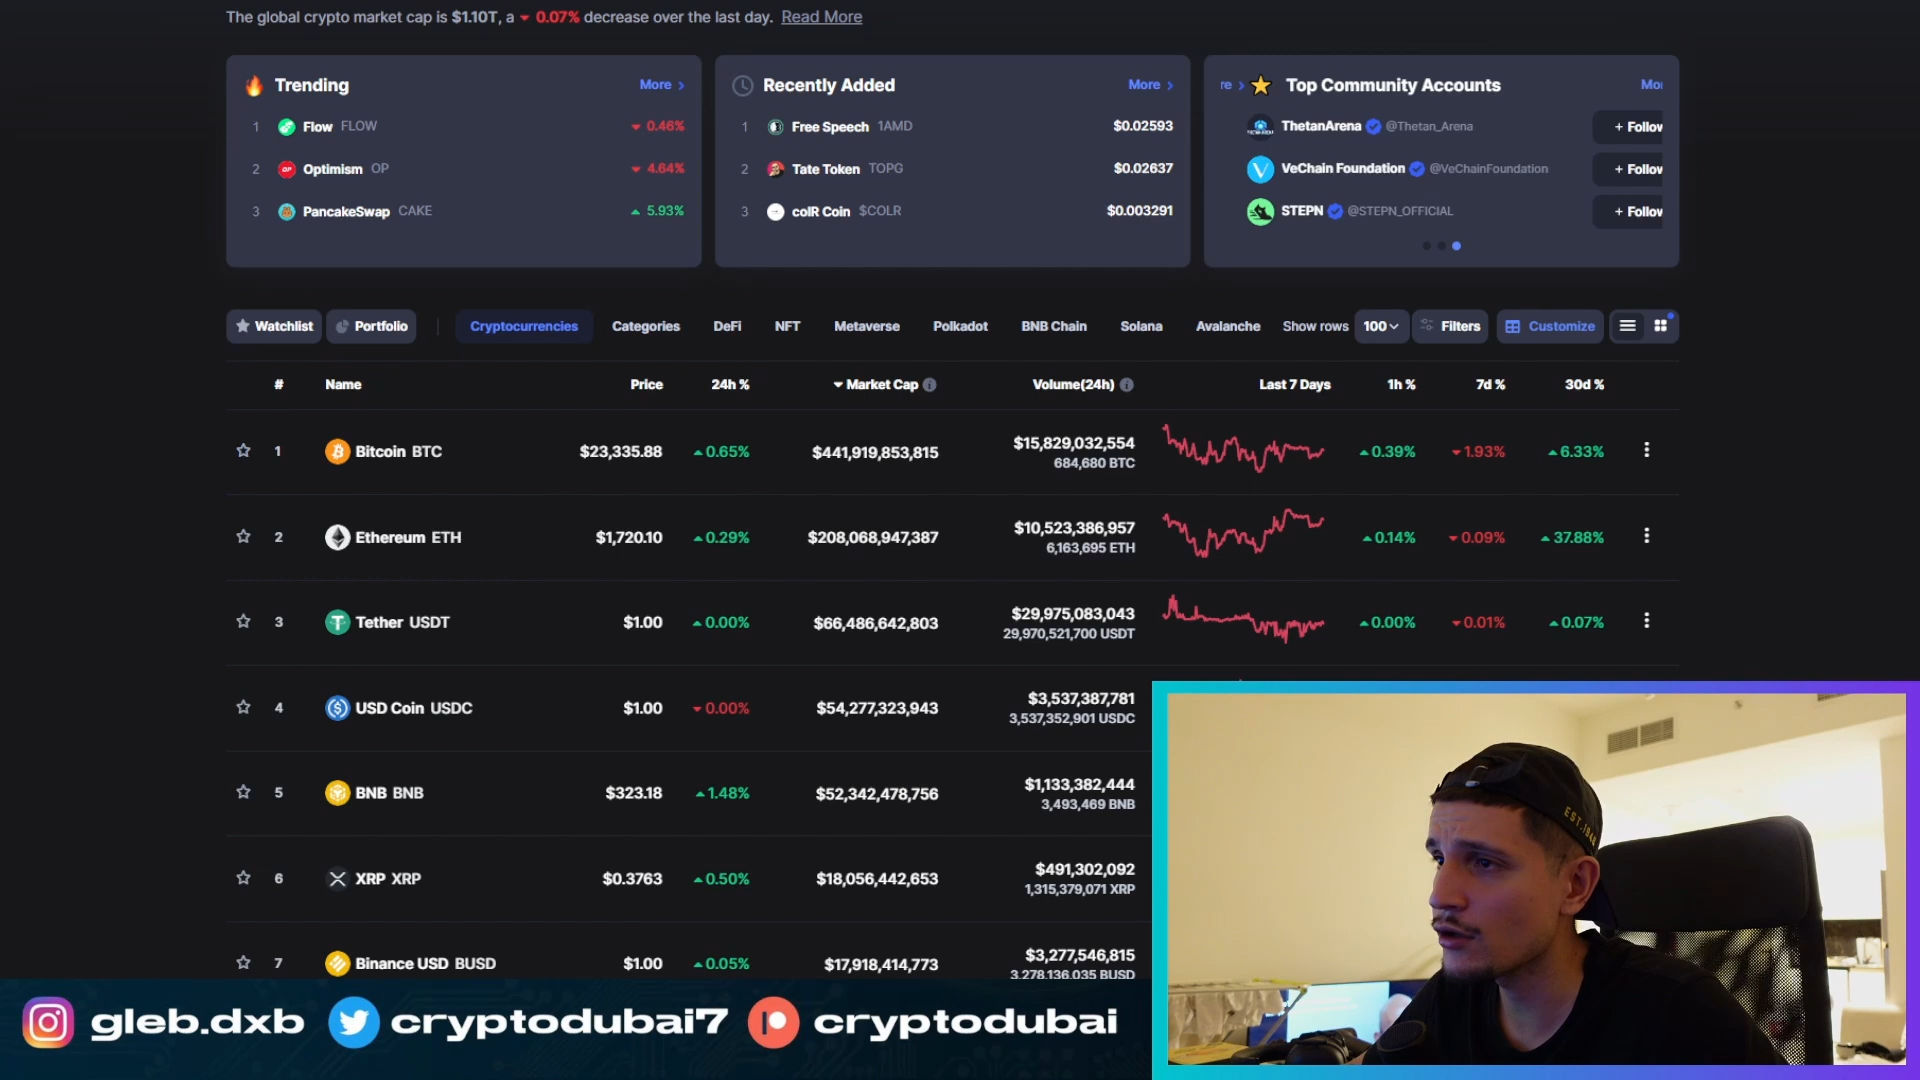 The global crypto market cap is $1.10T, a 0.07% decrease over the last day. Read More
Trending More
1 Flow FLOW 0.46%
2 Optimism OP 4.64%
3 PancakeSwap CAKE 5.93%
Recently Added More
1 Free Speech 1AMD $0.02593
2 Tate Token TOPG $0.02637
3 colR Coin $COLR $0.003291
re Top Community Accounts Mor
ThetanArena @Thetan_Arena + Follow
VeChain Foundation @VeChainFoundation + Follow
STEPN @STEPN_OFFICIAL + Follow
Watchlist Portfolio Cryptocurrencies Categories DeFi NFT Metaverse Polkadot BNB Chain Solana Avalanche Show rows 100 Filters Customize
# Name Price 24h % Market Cap Volume(24h) Last 7 Days 1h % 7d % 30d %
1 Bitcoin BTC $23,335.88 0.65% $441,919,853,815 $15,829,032,554 0.39% 1.93% 6.33%
684,680 BTC
2 Ethereum ETH $1,720.10 0.29% $208,068,947,387 $10,523,386,957 0.14% 0.09% 37.88%
6,163,695 ETH
3 Tether USDT $1.00 0.00% $66,486,642,803 $29,975,083,043 0.00% 0.01% 0.07%
29,970,521,700 USDT
4 USD Coin USDC $1.00 0.00% $54,277,323,943 $3,537,387,781
3,537,352,901 USDC
5 BNB BNB $323.18 1.48% $52,342,478,756 $1,133,382,444
3,493,469 BNB
6 XRP XRP $0.3763 0.50% $18,056,442,653 $491,302,092
1,315,379,071 XRP
7 Binance USD BUSD $1.00 0.05% $17,918,414,773 $3,277,546,815
3,278,136,035 BUSD
EST.
gleb.dxb cryptodubai7 cryptodubai